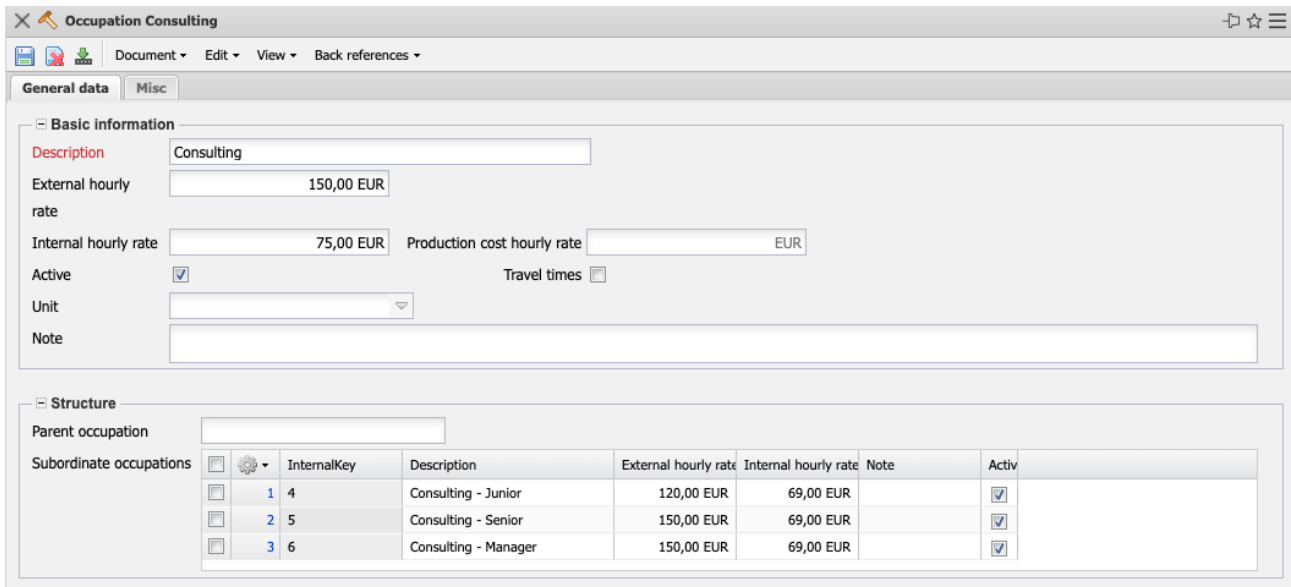 Occupation Consulting
Document Edit View Back references
General data Misc
Basic information
Description Consulting
External hourly rate 150,00 EUR
Internal hourly rate 75,00 EUR Production cost hourly rate EUR
Active Travel times
Unit
Note
Structure
Parent occupation
Subordinate occupations InternalKey Description External hourly rate Internal hourly rate Note Activ
1 4 Consulting - Junior 120,00 EUR 69,00 EUR
2 5 Consulting - Senior 150,00 EUR 69,00 EUR
3 6 Consulting - Manager 150,00 EUR 69,00 EUR